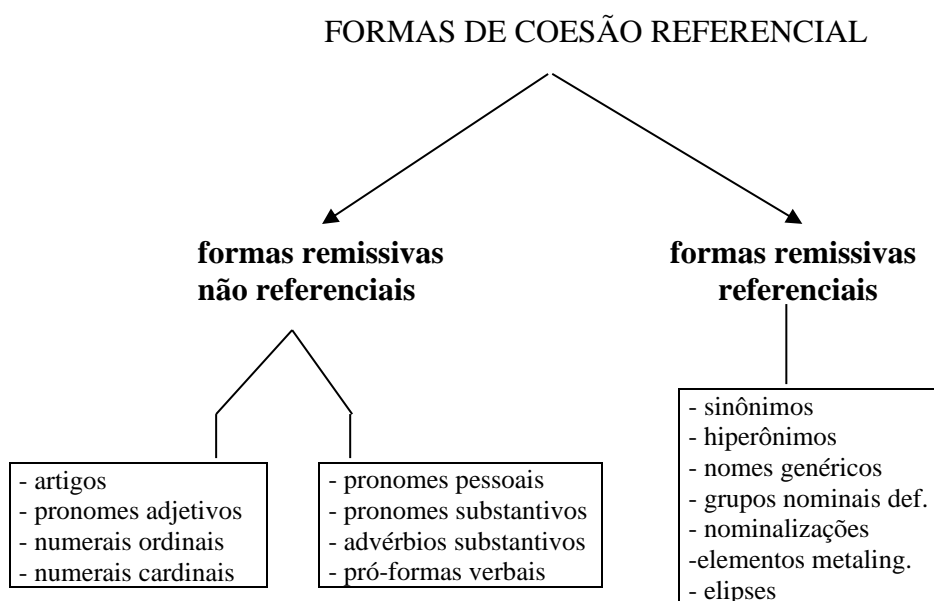 FORMAS DE COESÃO REFERENCIAL
formas remissivas
não referenciais
formas remissivas
referenciais
- artigos
- pronomes adjetivos
- numerais ordinais
- numerais cardinais
- pronomes pessoais
- pronomes substantivos
- advérbios substantivos
- pró-formas verbais
- sinônimos
- hiperônimos
- nomes genéricos
- grupos nominais def.
- nominalizações
-elementos metaling.
- elipses